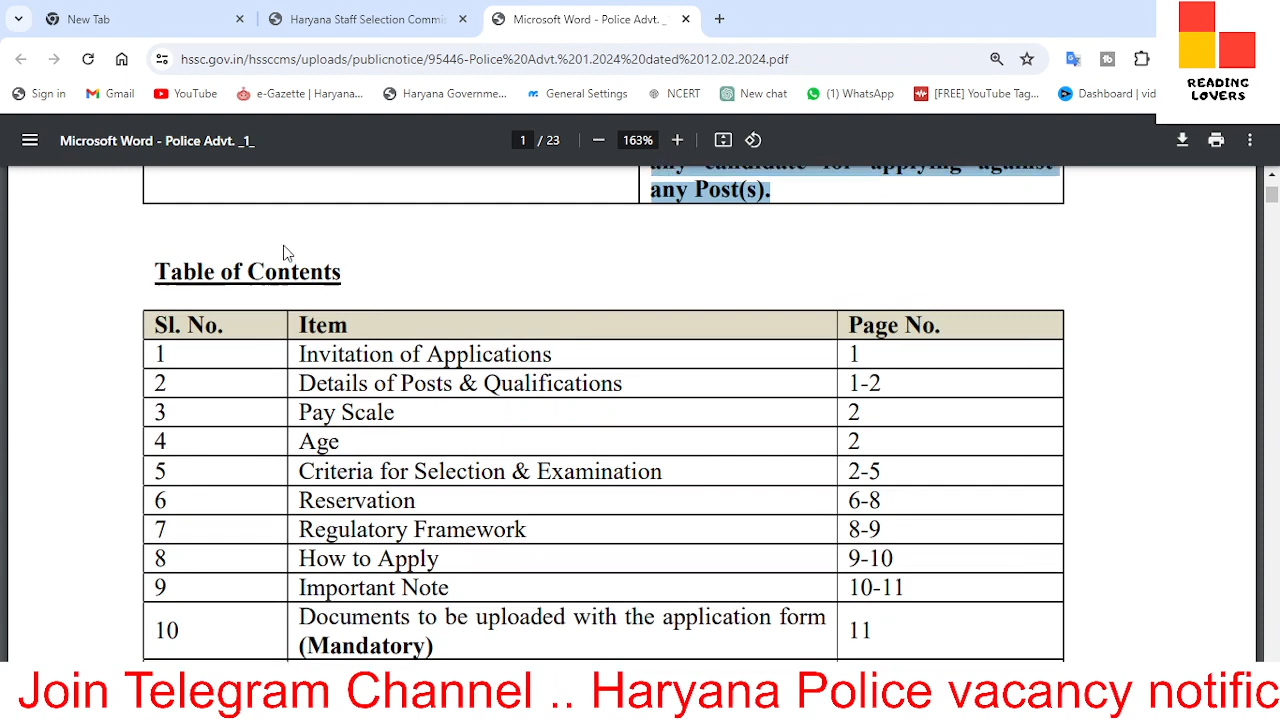 New Tab
Haryana Staff Selection Commi
Microsoft Word - Police Advt. _
hssc.gov.in/hssccms/uploads/publicnotice/95446-Police%20Advt.%201.2024%20dated%2012.02.2024.pdf
Sign in
Gmail
YouTube
e-Gazette | Haryana...
Haryana Governme...
General Settings
NCERT
New chat
(1) WhatsApp
[FREE] YouTube Tag...
Dashboard | vid
READING
LOVERS
Microsoft Word - Police Advt. _1_
1 / 23
163%
any candidate for applying against
any Post(s).
Table of Contents
Sl. No. Item Page No.
1 Invitation of Applications 1
2 Details of Posts & Qualifications 1-2
3 Pay Scale 2
4 Age 2
5 Criteria for Selection & Examination 2-5
6 Reservation 6-8
7 Regulatory Framework 8-9
8 How to Apply 9-10
9 Important Note 10-11
10 Documents to be uploaded with the application form 11
(Mandatory)
Join Telegram Channel .. Haryana Police vacancy notific